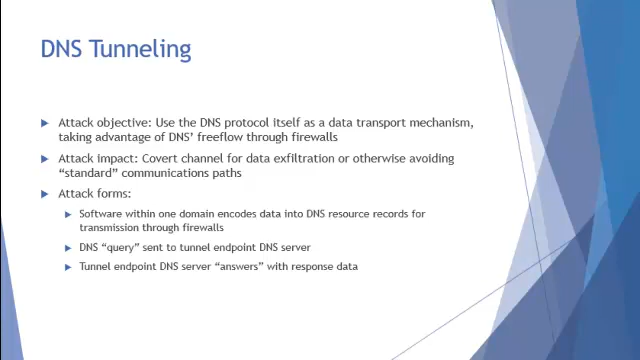 DNS Tunneling
Attack objective: Use the DNS protocol itself as a data transport mechanism,
taking advantage of DNS’ freeflow through firewalls
Attack impact: Covert channel for data exfiltration or otherwise avoiding
“standard” communications paths
Attack forms:
Software within one domain encodes data into DNS resource records for
transmission through firewalls
DNS “query” sent to tunnel endpoint DNS server
Tunnel endpoint DNS server “answers” with response data